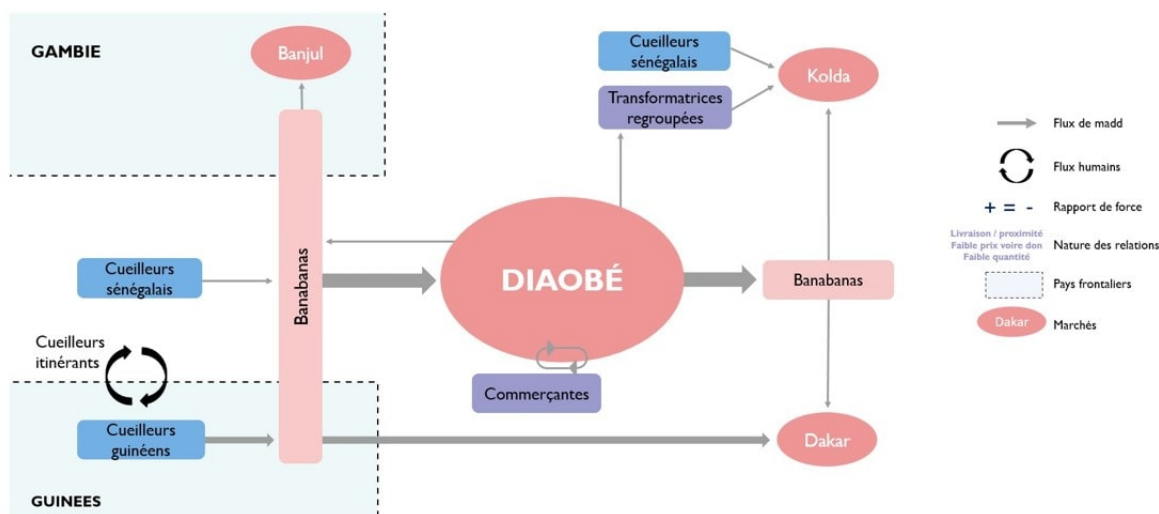 GAMBIE
Banjul
Cueilleurs
sénégalais
Kolda
Transformatrices
regroupées
Banabanas
Cueilleurs
sénégalais
DIAOBÉ
Banabanas
Cueilleurs
itinérants
Commerçantes
Cueilleurs
guinéens
Dakar
GUINEES
Flux de madd
Flux humains
+ = -
Rapport de force
Livraison / proximité
Faible prix voire don
Faible quantité
Nature des relations
Pays frontaliers
Dakar
Marchés